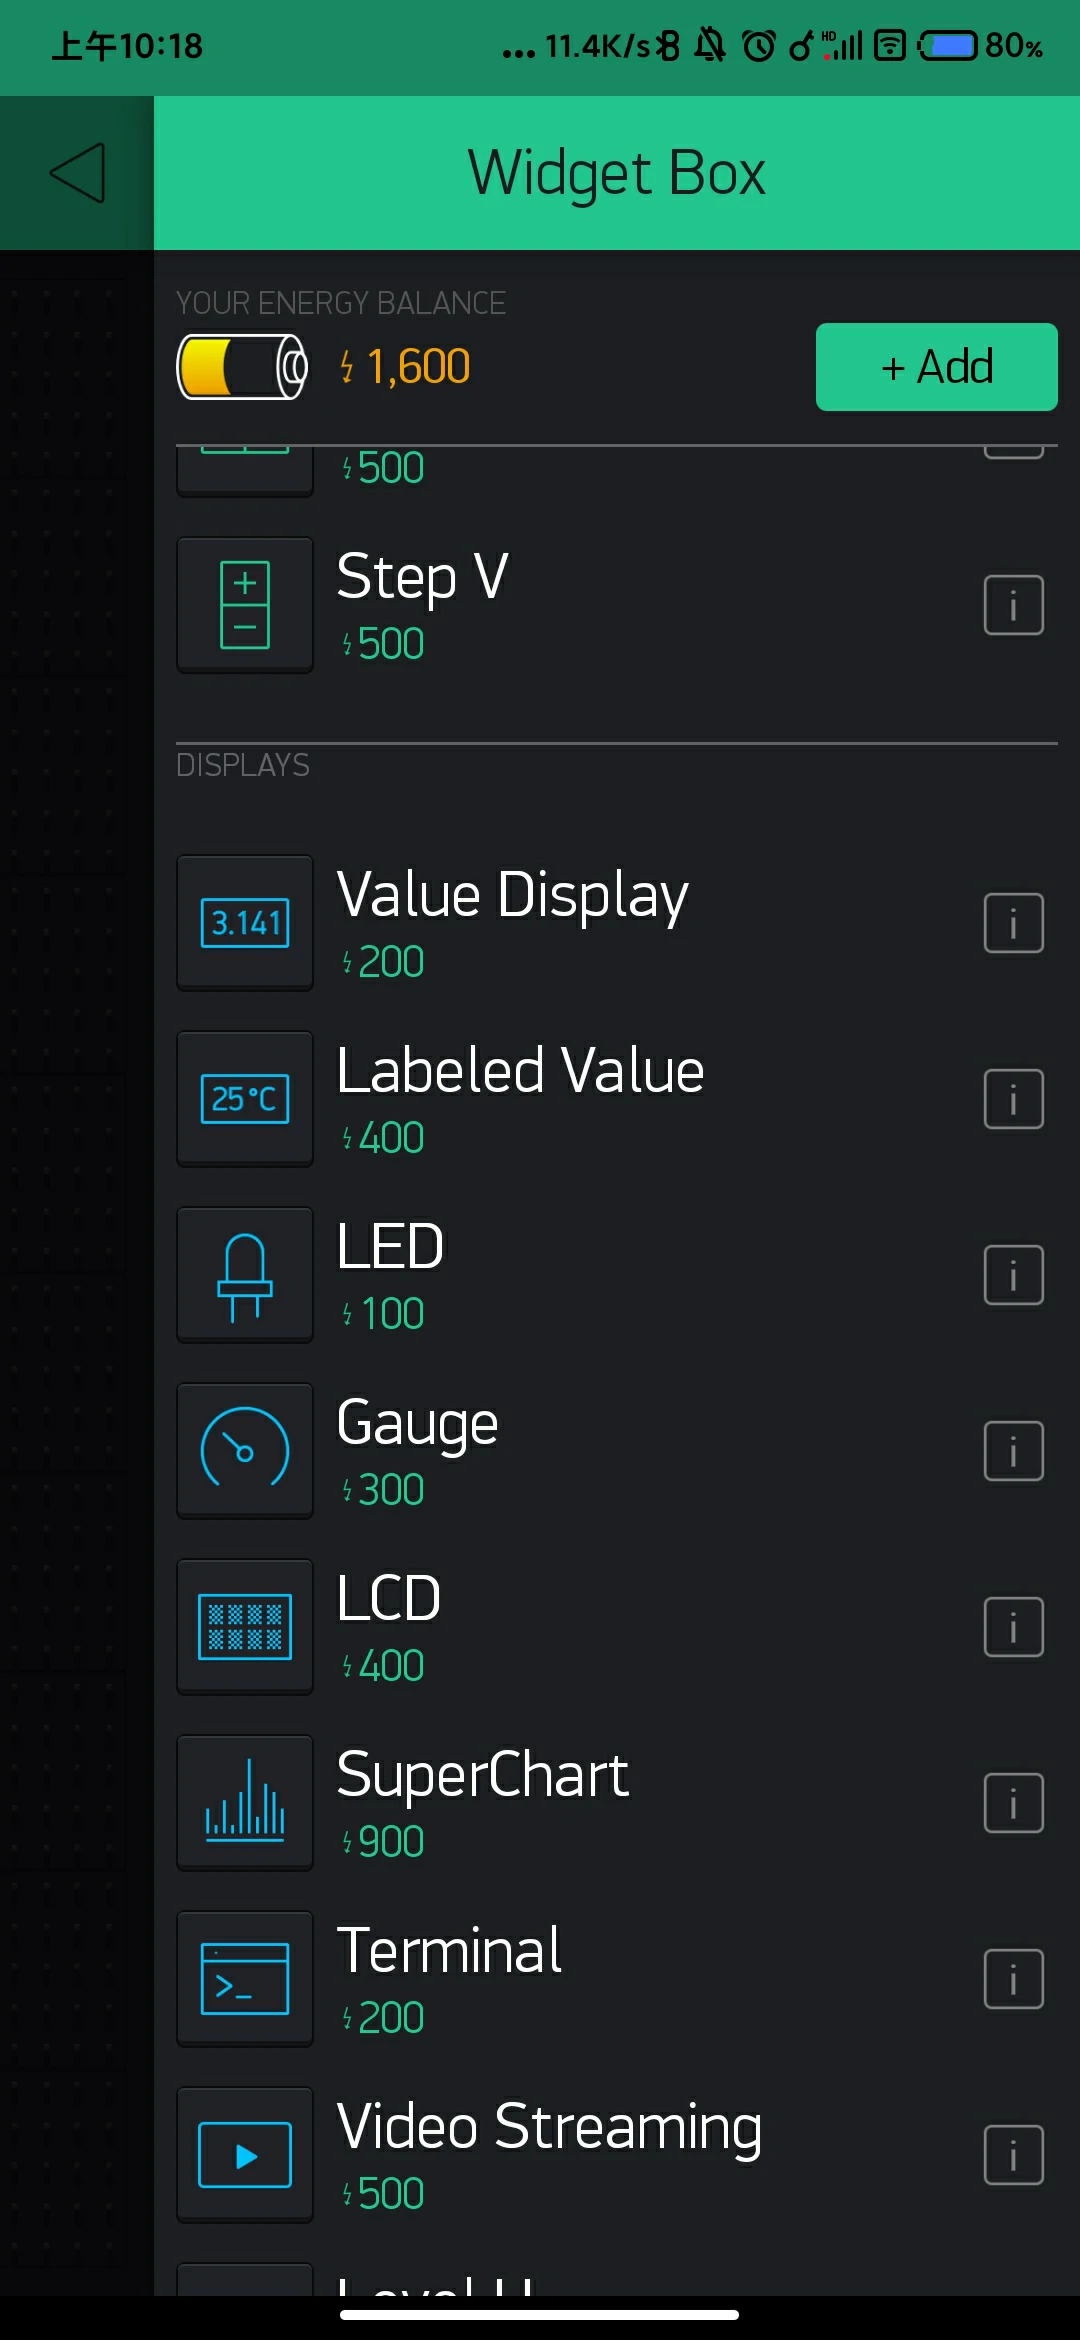 上午10:18
... 11.4K/s HD 80%
Widget Box
YOUR ENERGY BALANCE
1,600
+ Add
500
Step V
500
DISPLAYS
3.141
Value Display
200
25°C
Labeled Value
400
LED
100
Gauge
300
LCD
400
SuperChart
900
>_
Terminal
200
Video Streaming
500